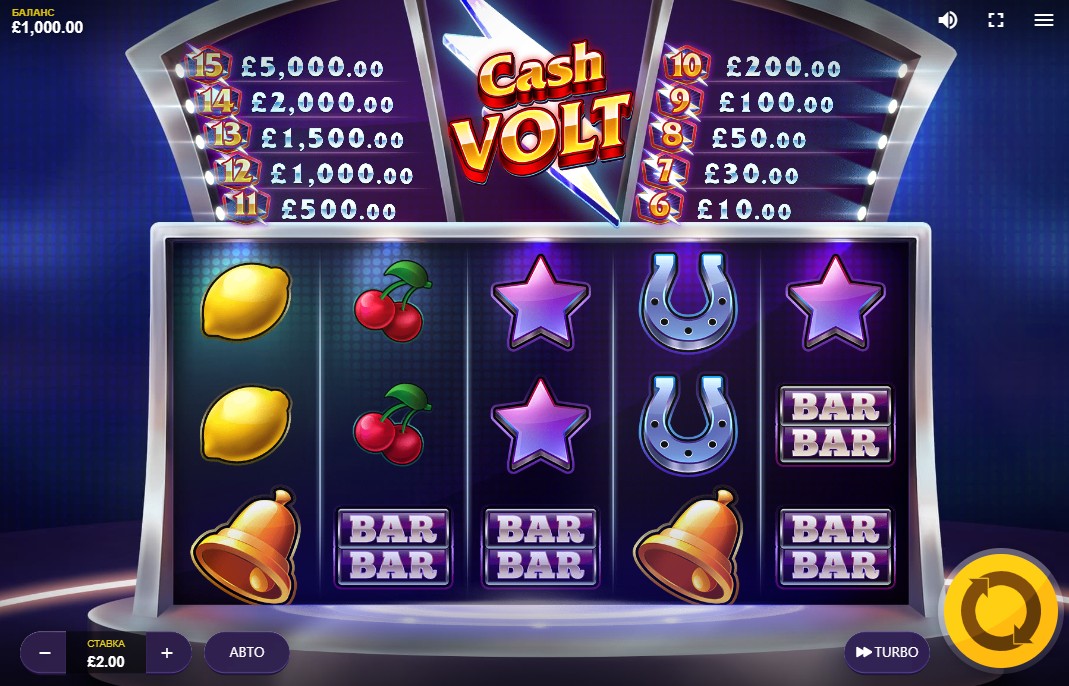 БАЛАНС
£1,000.00
15 £5,000.00
14 £2,000.00
13 £1,500.00
12 £1,000.00
11 £500.00
Cash
VOLT
10 £200.00
9 £100.00
8 £50.00
7 £30.00
6 £10.00
BAR
BAR
BAR BAR BAR
BAR BAR BAR
СТАВКА
£2.00
АВТО
TURBO